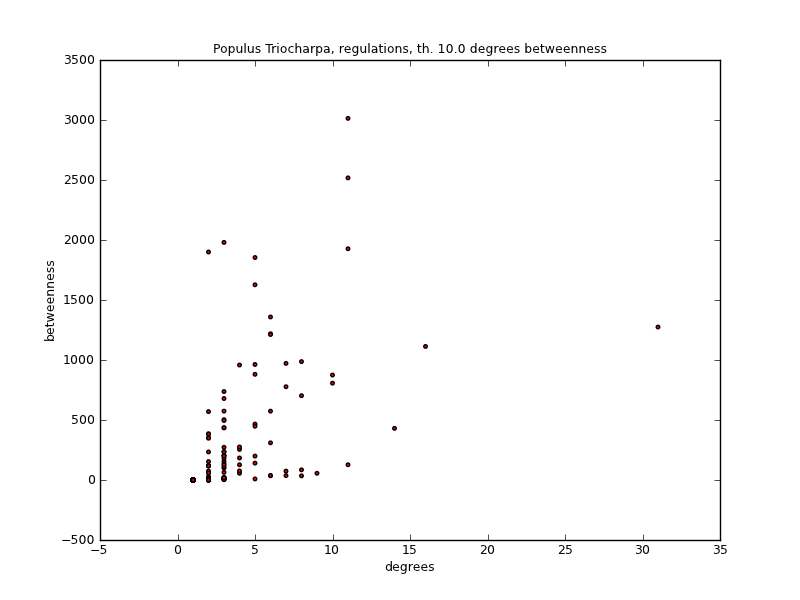 Populus Triocharpa, regulations, th. 10.0 degrees betweenness
3500
3000
2500
2000
1500
1000
500
0
−500
betweenness
−5 0 5 10 15 20 25 30 35
degrees